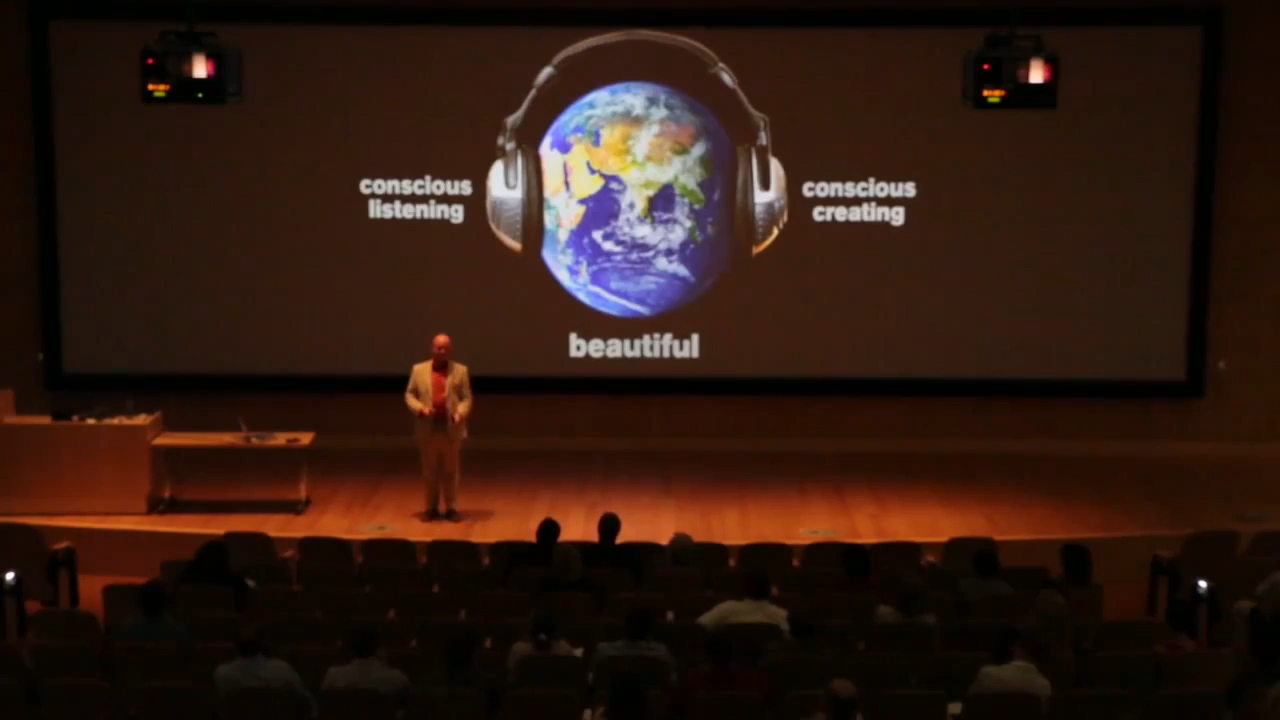 conscious
listening
conscious
creating
beautiful